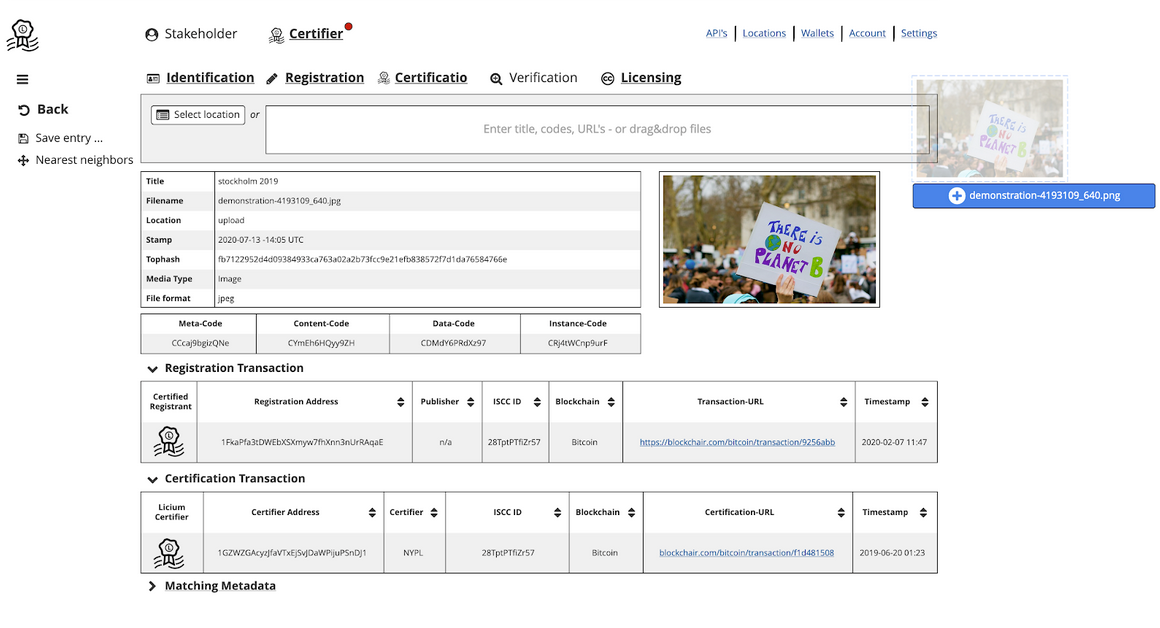 Stakeholder Certifier
API's Locations Wallets Account Settings
Identification Registration Certificatio Verification Licensing
Back
Save entry ...
Nearest neighbors
Select location or Enter title, codes, URL's - or drag&drop files
THERE IS
NO
PLANET B
demonstration-4193109_640.png
Title stockholm 2019
Filename demonstration-4193109_640.jpg
Location upload
Stamp 2020-07-13 -14:05 UTC
Tophash fb7122952d4d09384933ca763a02a2b73fcc9e21efb838572f7d1da76584766e
Media Type Image
File format jpeg
THERE IS
NO
PLANET B
Meta-Code Content-Code Data-Code Instance-Code
CCcaj9bgizQNe CYmEh6HQyy9ZH CDMdY6PRdXz97 CRj4tWCnp9urF
Registration Transaction
Certified
Registrant Registration Address Publisher ISCC ID Blockchain Transaction-URL Timestamp
1FkaPfa3tDWEbXSXmyw7fhXnn3nUrRAqaE n/a 28TptPTfiZr57 Bitcoin https://blockchair.com/bitcoin/transaction/9256abb 2020-02-07 11:47
Certification Transaction
Licium
Certifier Certifier Address Certifier ISCC ID Blockchain Certification-URL Timestamp
1GZWZGAcyzJfaVTxEjSvJDaWPijuPSnDJ1 NYPL 28TptPTfiZr57 Bitcoin blockchair.com/bitcoin/transaction/f1d481508 2019-06-20 01:23
Matching Metadata